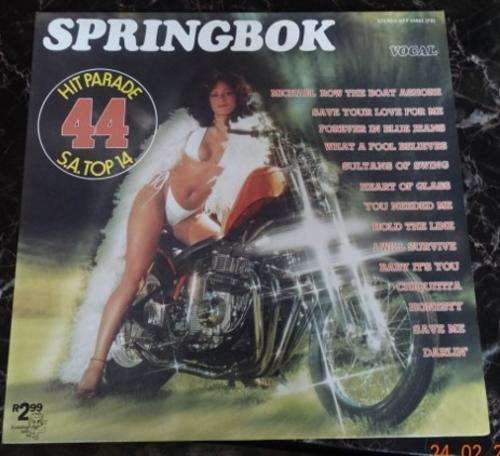 SPRINGBOK
VOCAL
HIT PARADE
44
S.A. TOP 14
MICHAEL ROW THE BOAT ASHORE
SAVE YOUR LOVE FOR ME
FOREVER IN BLUE JEANS
WHAT A FOOL BELIEVES
SULTANS OF SWING
HEART OF GLASS
YOU NEEDED ME
HOLD THE LINE
I WILL SURVIVE
BABY IT'S YOU
CHIQUITITA
HONESTY
SAVE ME
DARLIN'
R2.99
24 02